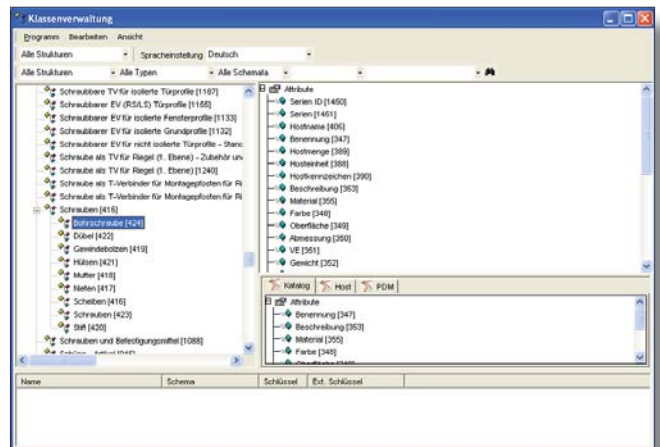 Klassenverwaltung
Programm Bearbeiten Ansicht
Alle Strukturen Spracheinstellung Deutsch
Alle Strukturen Alle Typen Alle Schemata
Schraubbare TV für isolierte Türprofile [1187]
Schraubbarer EV (RS/LS) Türprofile [1155]
Schraubbarer EV für isolierte Fensterprofile [1133]
Schraubbarer EV für isolierte Grundprofile [1132]
Schraubbarer EV für nicht isolierte Türprofile - Stand
Schraube als TV für Riegel (1. Ebene) - Zubehör un
Schraube als TV für Riegel (1. Ebene) [1240]
Schraube als T-Verbinder für Montagepfosten für Ri
Schraube als T-Verbinder für Montagepfosten für Ri
Schrauben [415]
Bohrschraube [424]
Dübel [422]
Gewindebolzen [419]
Hülsen [421]
Mutter [418]
Nieten [417]
Scheiben [416]
Schrauben [423]
Stift [420]
Schrauben und Befestigungsmittel [1088]
Attribute
Serien ID [1450]
Serien [1451]
Hostname [405]
Benennung [347]
Hostmenge [389]
Hosteinheit [388]
Hostkennzeichen [390]
Beschreibung [353]
Material [355]
Farbe [348]
Oberfläche [349]
Abmessung [350]
VE [351]
Gewicht [352]
Katalog Host PDM
Attribute
Benennung [347]
Beschreibung [353]
Material [355]
Farbe [348]
Name Schema Schlüssel Ext. Schlüssel